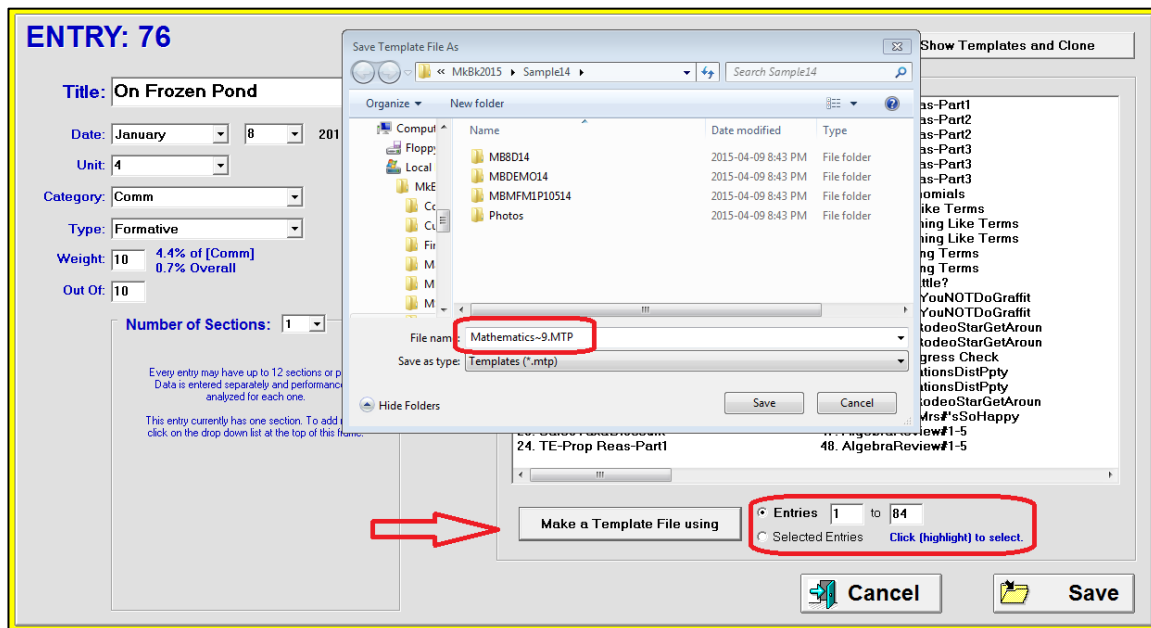 ENTRY: 76
Show Templates and Clone
Title: On Frozen Pond
Date: January 8 201
Unit: 4
Category: Comm
Type: Formative
Weight: 10 4.4% of [Comm]
0.7% Overall
Out Of: 10
Number of Sections: 1
Every entry may have up to 12 sections or p
Data is entered separately and performanc
analyzed for each one.
This entry currently has one section. To add
click on the drop down list at the top of this frame.
Save Template File As
« MkBk2015 Sample14
Search Sample14
Organize New folder
Comput
Floppy
Local
MkE
Co
Cu
Fir
M
M
M
Name Date modified Type
MB8D14 2015-04-09 8:43 PM File folder
MBDEMO14 2015-04-09 8:43 PM File folder
MBMFM1P10514 2015-04-09 8:43 PM File folder
Photos 2015-04-09 8:43 PM File folder
File name: Mathematics~9.MTP
Save as type: Templates (*.mtp)
Hide Folders
Save Cancel
as-Part1
as-Part2
as-Part2
as-Part3
as-Part3
as-Part3
omials
ike Terms
ing Like Terms
ning Like Terms
ng Terms
ng Terms
ttle?
YouNOTDoGraffit
YouNOTDoGraffit
RodeoStarGetAroun
RodeoStarGetAroun
gress Check
ationsDistPpty
ationsDistPpty
RodeoStarGetAroun
Mrs#'sSoHappy
47. AlgebraReview#1-5
24. TE-Prop Reas-Part1 48. AlgebraReview#1-5
Make a Template File using
Entries 1 to 84
Selected Entries Click (highlight) to select.
Cancel Save